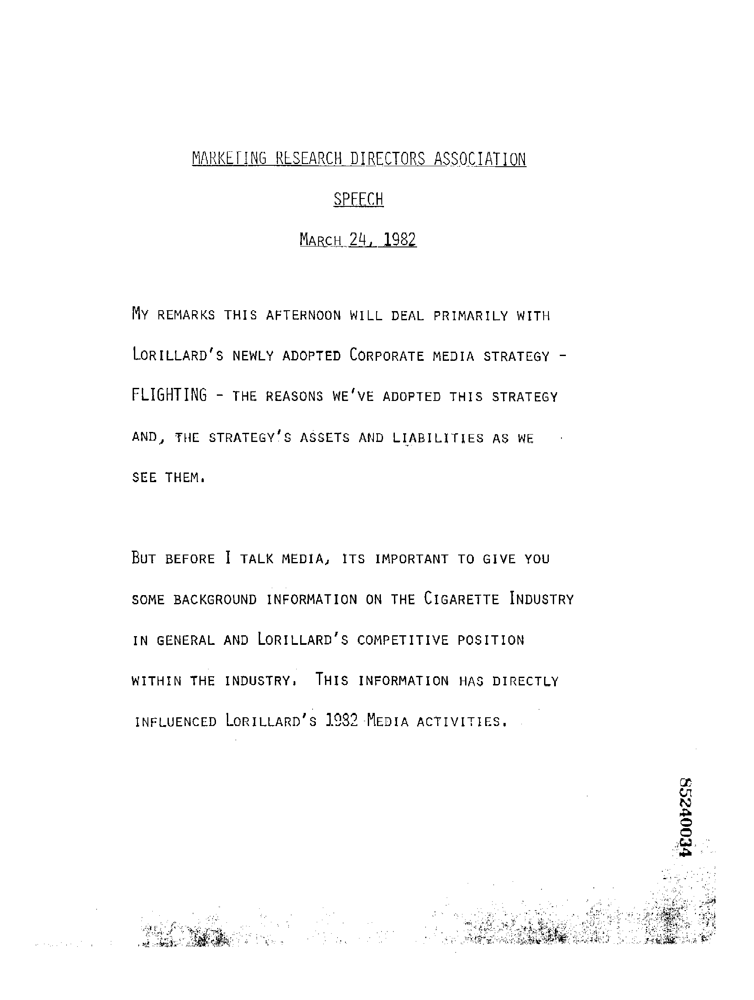 MARKETING RESEARCH DIRECTORS ASSOCIATION
SPEECH
MARCH 24, 1982
MY REMARKS THIS AFTERNOON WILL DEAL PRIMARILY WITH
LORILLARD'S NEWLY ADOPTED CORPORATE MEDIA STRATEGY -
FLIGHTING - THE REASONS WE'VE ADOPTED THIS STRATEGY
AND, THE STRATEGY'S ASSETS AND LIABILITIES AS WE
SEE THEM.
BUT BEFORE I TALK MEDIA, ITS IMPORTANT TO GIVE YOU
SOME BACKGROUND INFORMATION ON THE CIGARETTE INDUSTRY
IN GENERAL AND LORILLARD'S COMPETITIVE POSITION
WITHIN THE INDUSTRY. THIS INFORMATION HAS DIRECTLY
INFLUENCED LORILLARD'S 1982 MEDIA ACTIVITIES.
85240034